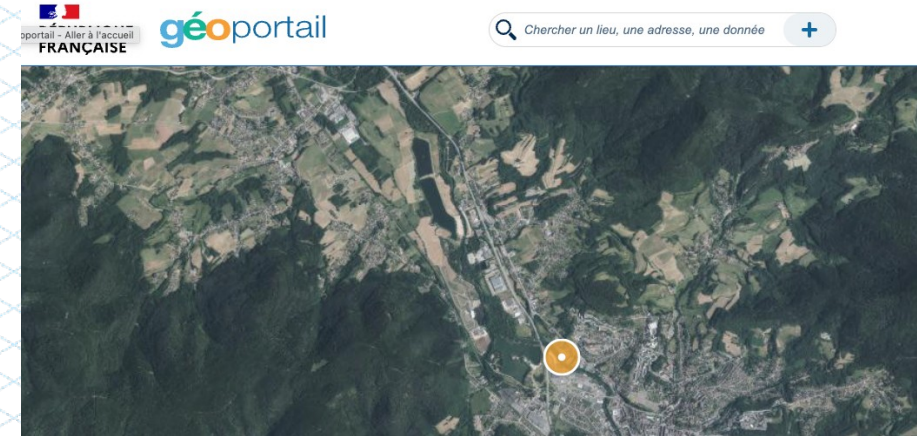 oportail - Aller à l'accueil
FRANÇAISE
géoportail
Chercher un lieu, une adresse, une donnée
+